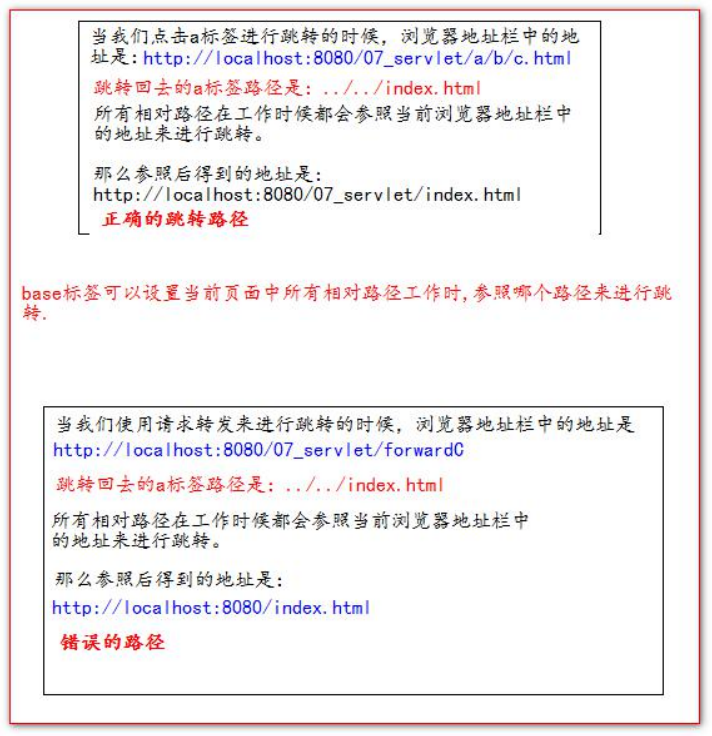 当我们点击a标签进行跳转的时候，浏览器地址栏中的地
址是:http://localhost:8080/07_servlet/a/b/c.html
跳转回去的a标签路径是：../../index.html
所有相对路径在工作时候都会参照当前浏览器地址栏中
的地址来进行跳转。
那么参照后得到的地址是：
http://localhost:8080/07_servlet/index.html
正确的跳转路径
base标签可以设置当前页面中所有相对路径工作时,参照哪个路径来进行跳
转.
当我们使用请求转发来进行跳转的时候，浏览器地址栏中的地址是
http://localhost:8080/07_servlet/forwardC
跳转回去的a标签路径是：../../index.html
所有相对路径在工作时候都会参照当前浏览器地址栏中
的地址来进行跳转。
那么参照后得到的地址是：
http://localhost:8080/index.html
错误的路径